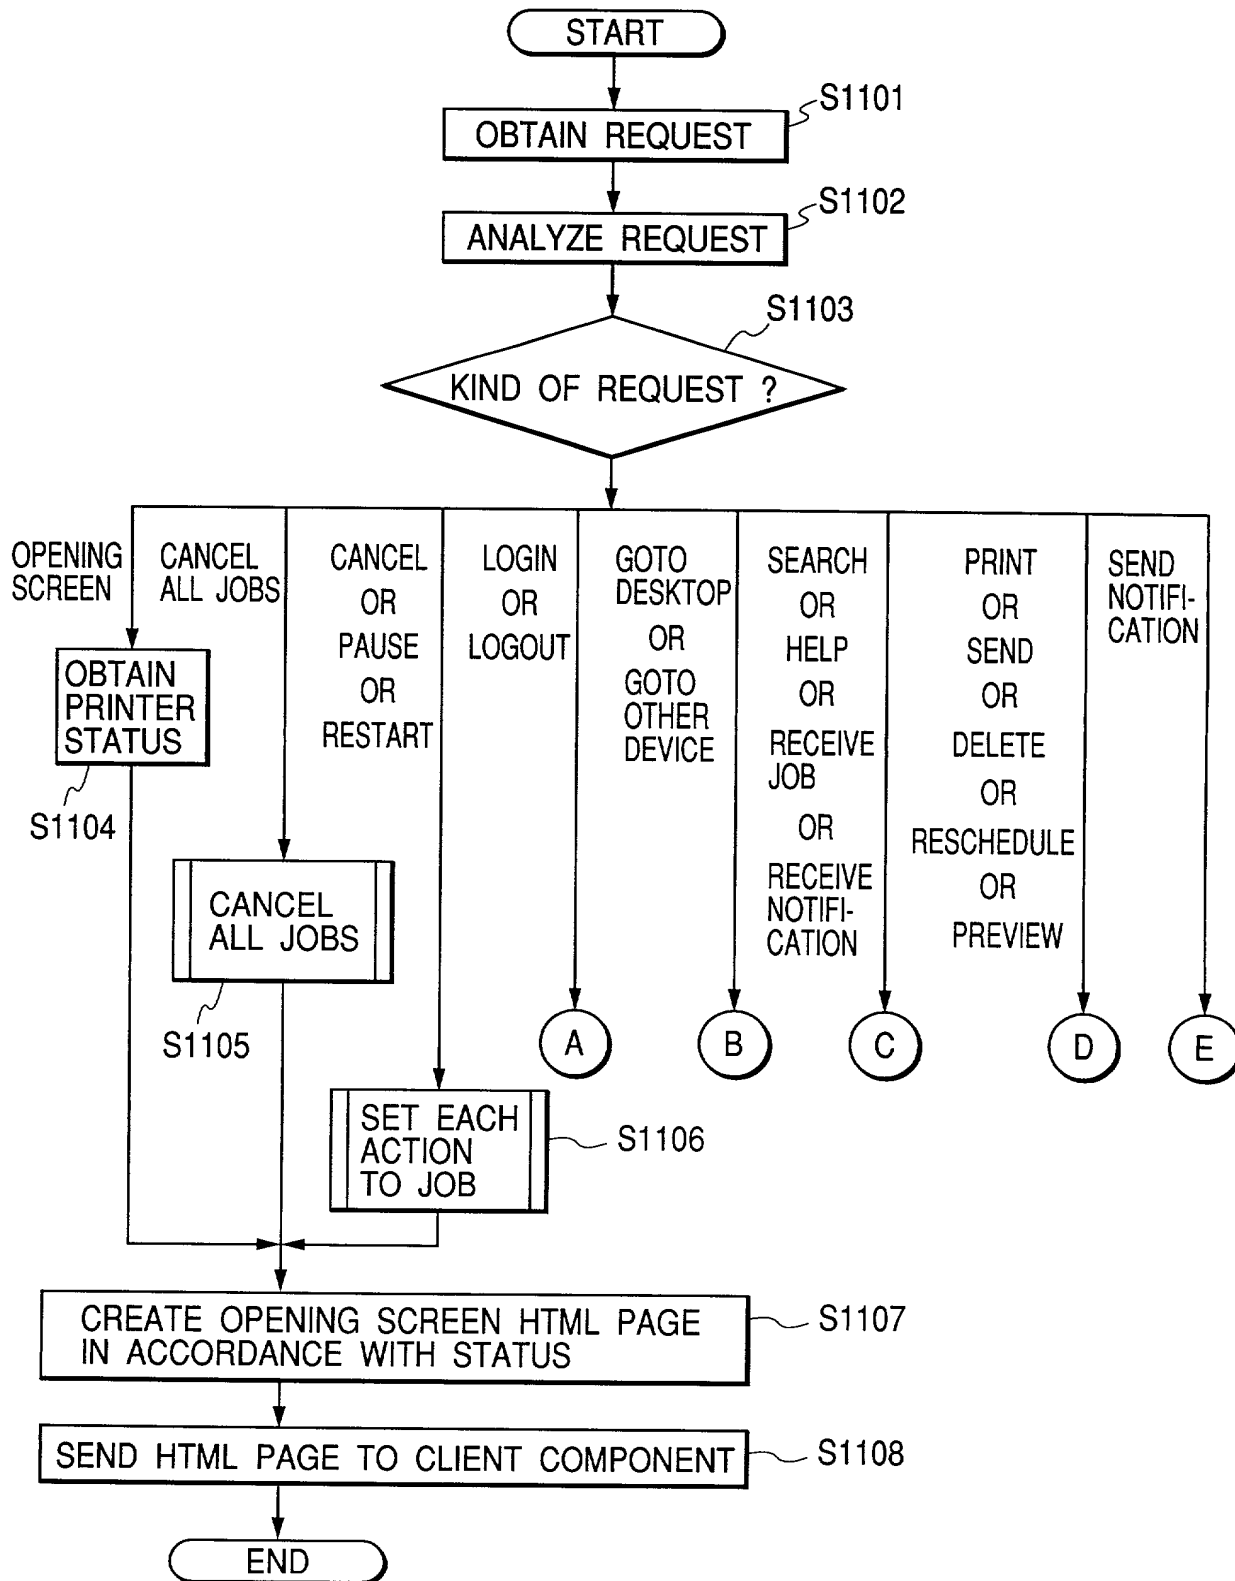 START
S1101
OBTAIN REQUEST
S1102
ANALYZE REQUEST
S1103
KIND OF REQUEST ?
OPENING
SCREEN
CANCEL
ALL JOBS
CANCEL
OR
PAUSE
OR
RESTART
LOGIN
OR
LOGOUT
GOTO
DESKTOP
OR
GOTO
OTHER
DEVICE
SEARCH
OR
HELP
OR
RECEIVE
JOB
OR
RECEIVE
NOTIFI-
CATION
PRINT
OR
SEND
OR
DELETE
OR
RESCHEDULE
OR
PREVIEW
SEND
NOTIFI-
CATION
OBTAIN
PRINTER
STATUS
S1104
CANCEL
ALL JOBS
S1105
A
B
C
D
E
SET EACH
ACTION
TO JOB
S1106
CREATE OPENING SCREEN HTML PAGE
IN ACCORDANCE WITH STATUS
S1107
SEND HTML PAGE TO CLIENT COMPONENT
S1108
END